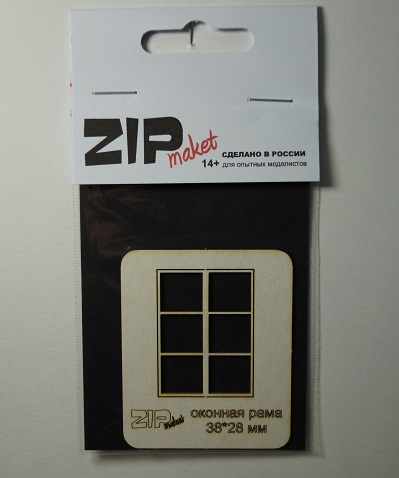 ZIP
maket
СДЕЛАНО В РОССИИ
14+ для опытных моделистов
ZIP maket
оконная рама
38*28 мм